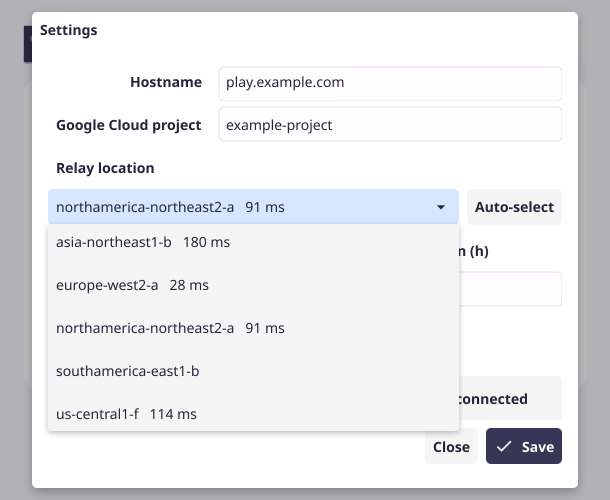 Settings
Hostname play.example.com
Google Cloud project example-project
Relay location
northamerica-northeast2-a 91 ms Auto-select
asia-northeast1-b 180 ms
(h)
europe-west2-a 28 ms
northamerica-northeast2-a 91 ms
southamerica-east1-b
connected
us-central1-f 114 ms
Close Save